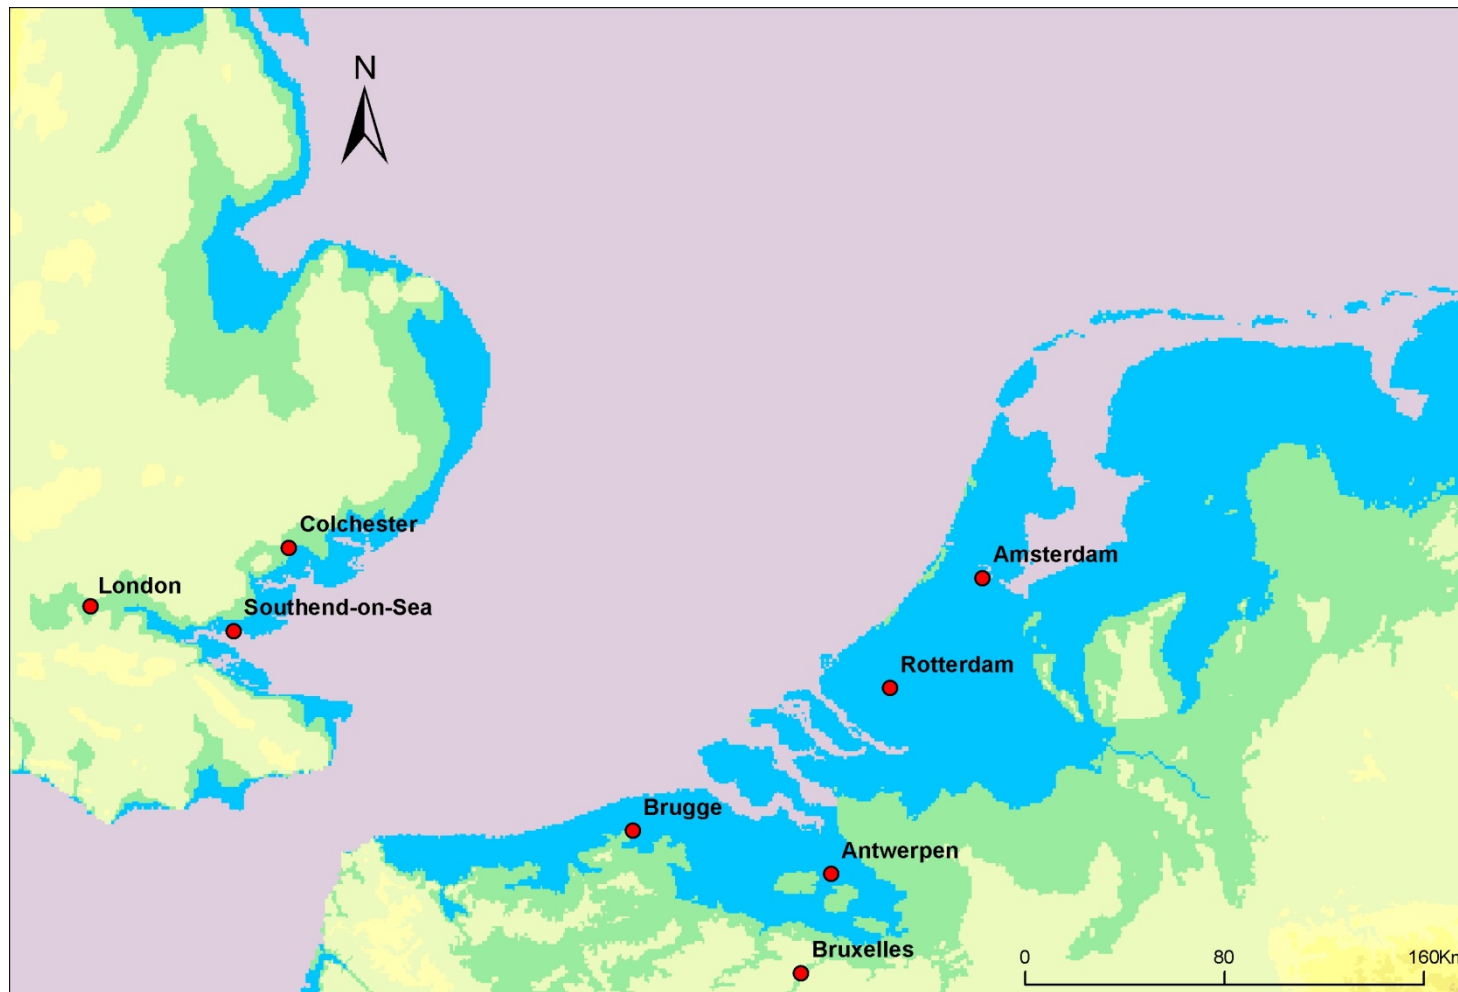 N
Colchester
London
Amsterdam
Southend-on-Sea
Rotterdam
Brugge
Antwerpen
Bruxelles
0 80 160Km